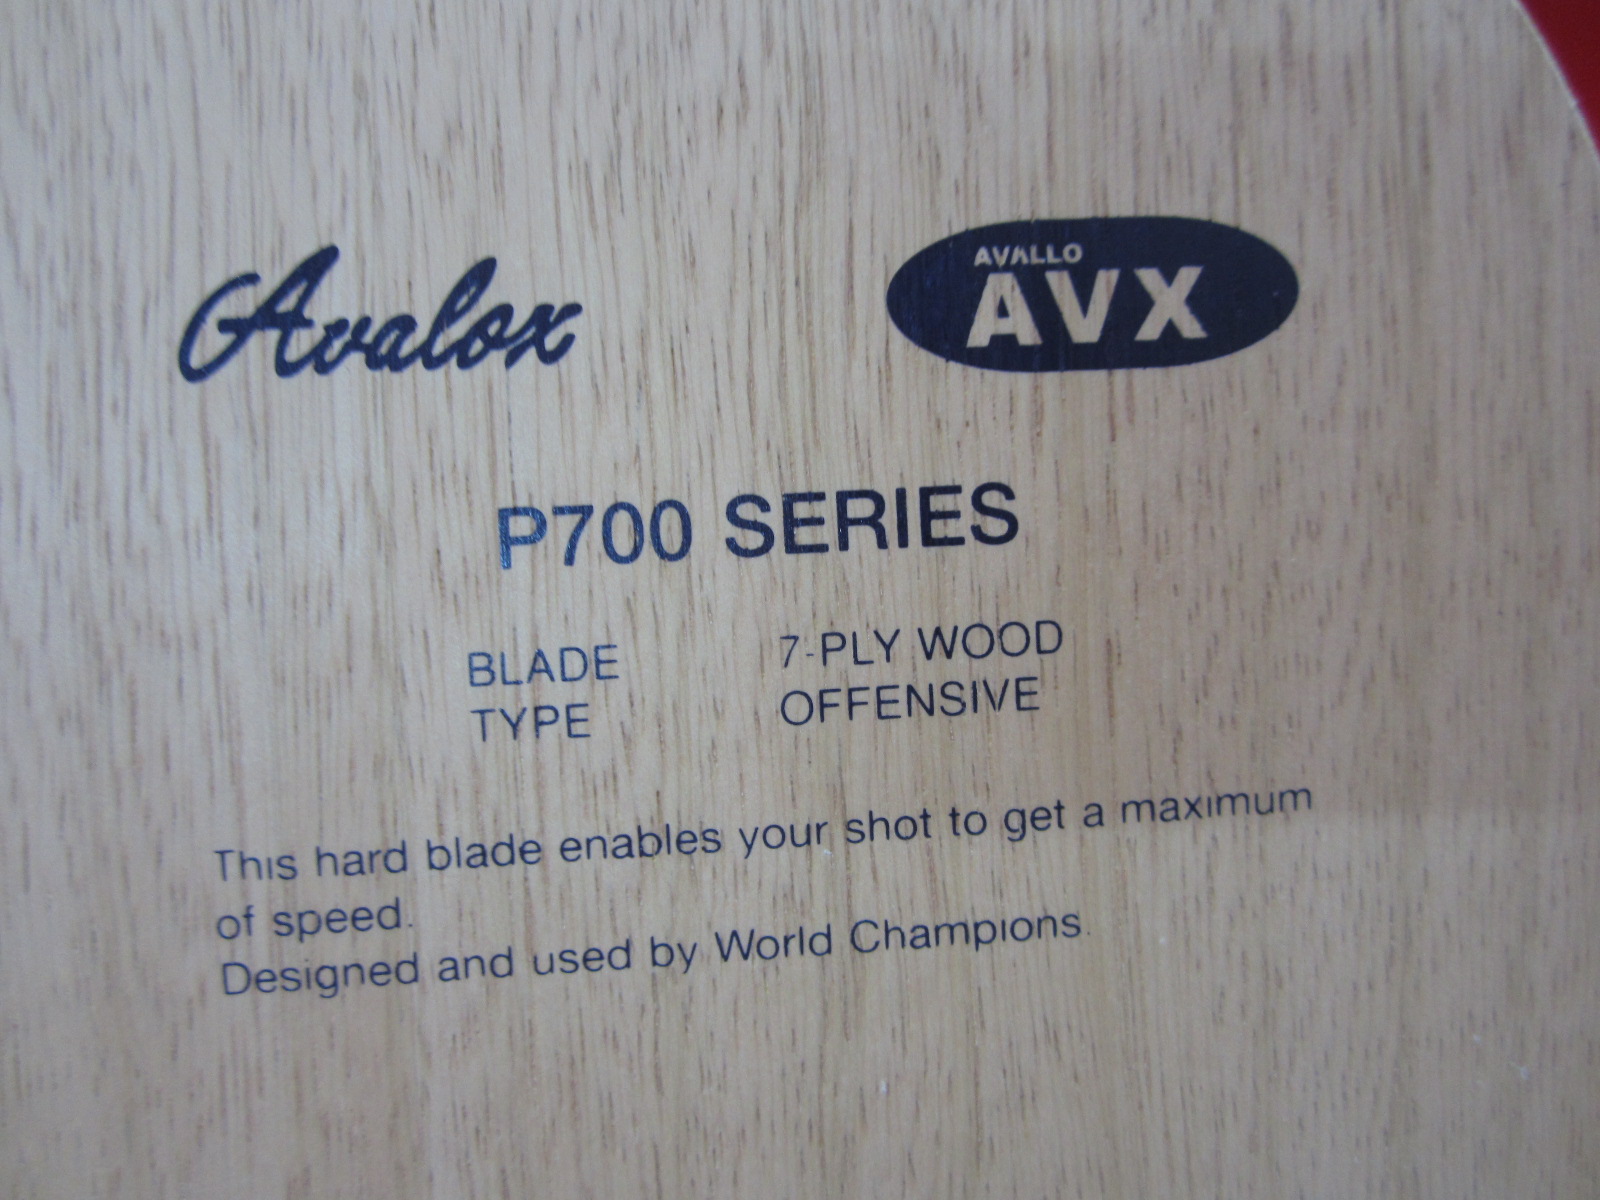 Avalox
AVALLO
AVX
P700 SERIES
BLADE 7-PLY WOOD
TYPE OFFENSIVE
This hard blade enables your shot to get a maximum
of speed.
Designed and used by World Champions.